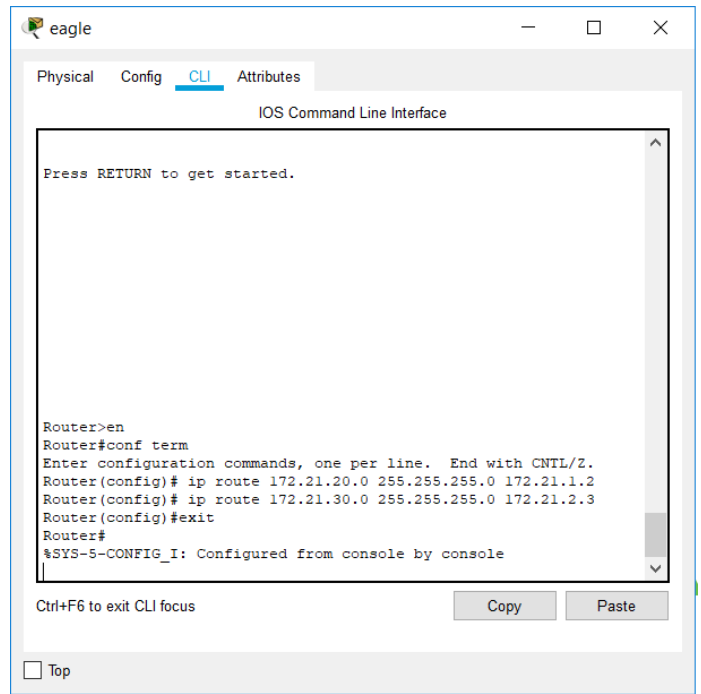 eagle
Physical Config CLI Attributes
IOS Command Line Interface
Press RETURN to get started.
Router>en
Router#conf term
Enter configuration commands, one per line.  End with CNTL/Z.
Router(config)# ip route 172.21.20.0 255.255.255.0 172.21.1.2
Router(config)# ip route 172.21.30.0 255.255.255.0 172.21.2.3
Router(config)#exit
Router#
%SYS-5-CONFIG_I: Configured from console by console
Ctrl+F6 to exit CLI focus Copy Paste
Top